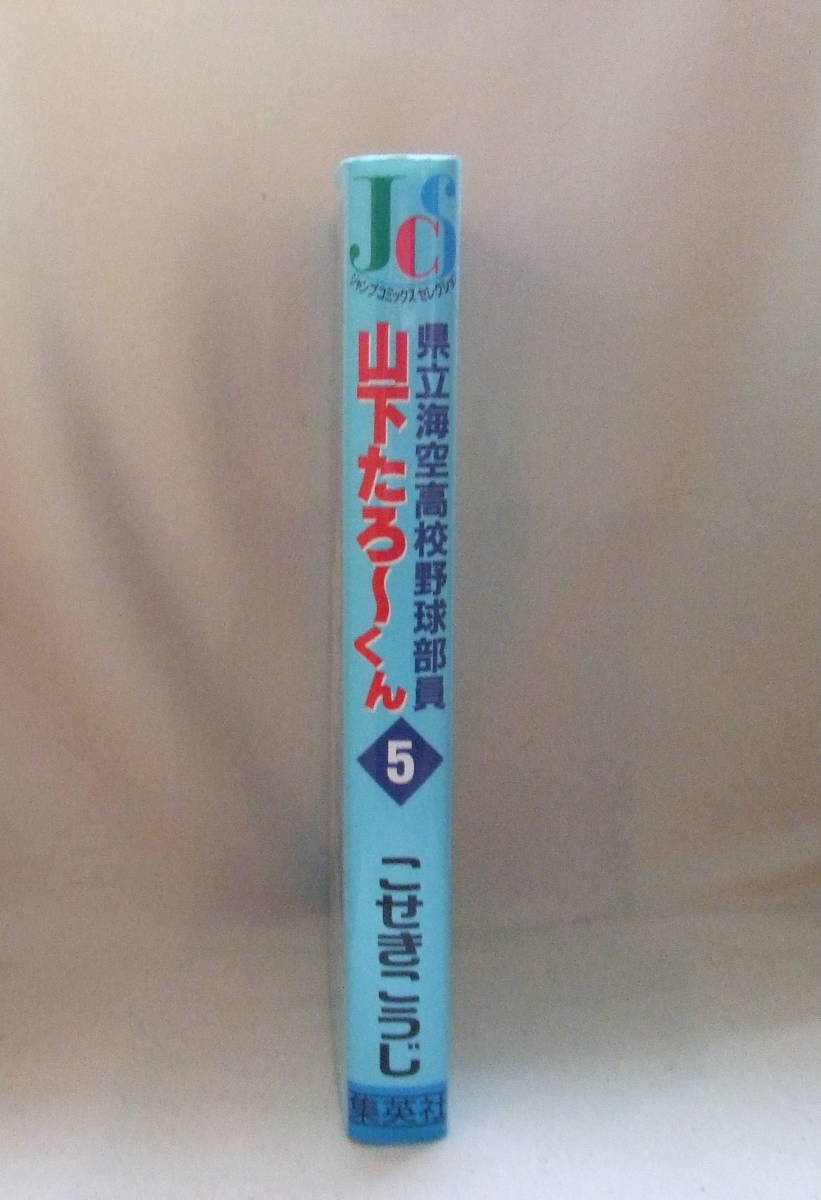 JCS
ジャンプコミックスセレクション
県立海空高校野球部員
山下たろ〜くん
5
こせきこうじ
集英社